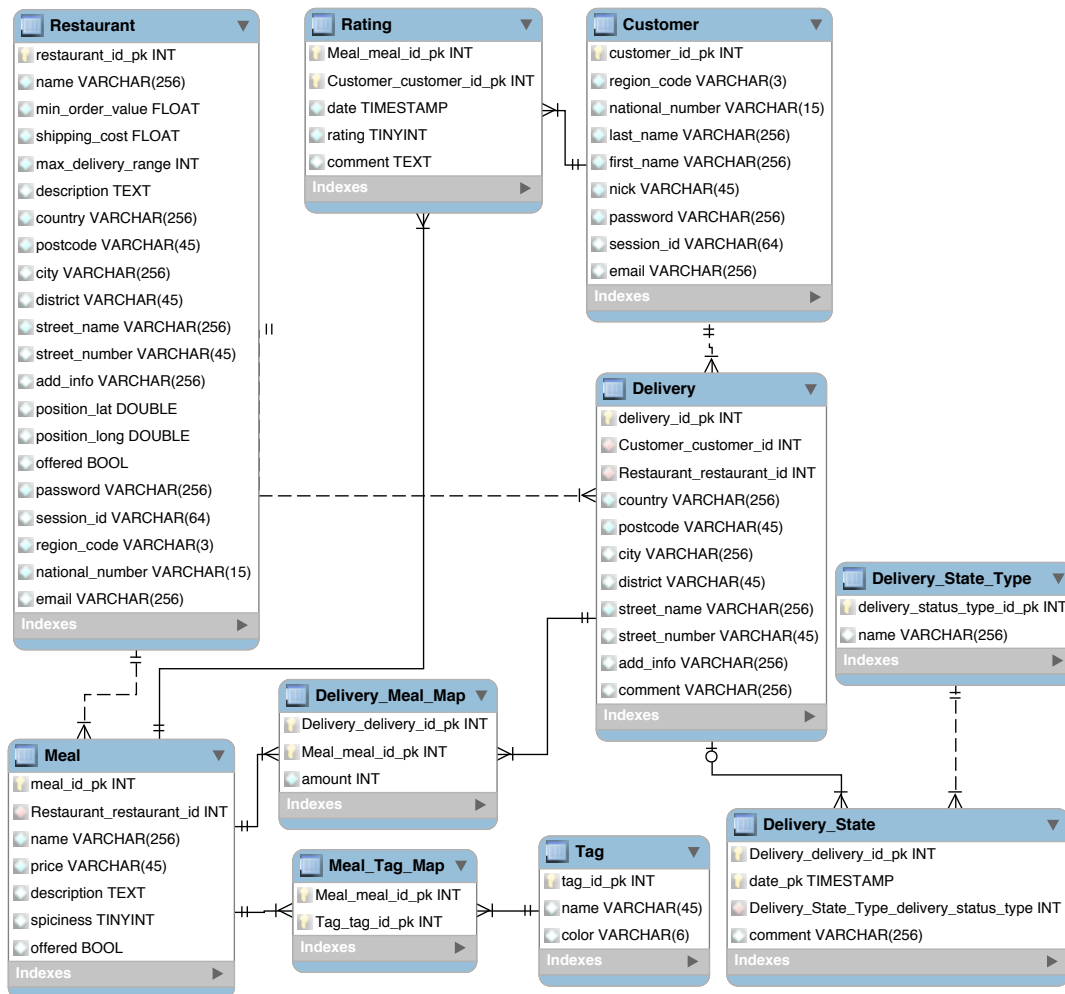 Restaurant
restaurant_id_pk INT
name VARCHAR(256)
min_order_value FLOAT
shipping_cost FLOAT
max_delivery_range INT
description TEXT
country VARCHAR(256)
postcode VARCHAR(45)
city VARCHAR(256)
district VARCHAR(45)
street_name VARCHAR(256)
street_number VARCHAR(45)
add_info VARCHAR(256)
position_lat DOUBLE
position_long DOUBLE
offered BOOL
password VARCHAR(256)
session_id VARCHAR(64)
region_code VARCHAR(3)
national_number VARCHAR(15)
email VARCHAR(256)
Indexes
Rating
Meal_meal_id_pk INT
Customer_customer_id_pk INT
date TIMESTAMP
rating TINYINT
comment TEXT
Indexes
Customer
customer_id_pk INT
region_code VARCHAR(3)
national_number VARCHAR(15)
last_name VARCHAR(256)
first_name VARCHAR(256)
nick VARCHAR(45)
password VARCHAR(256)
session_id VARCHAR(64)
email VARCHAR(256)
Indexes
Delivery
delivery_id_pk INT
Customer_customer_id INT
Restaurant_restaurant_id INT
country VARCHAR(256)
postcode VARCHAR(45)
city VARCHAR(256)
district VARCHAR(45)
street_name VARCHAR(256)
street_number VARCHAR(45)
add_info VARCHAR(256)
comment VARCHAR(256)
Indexes
Delivery_State_Type
delivery_status_type_id_pk INT
name VARCHAR(256)
Indexes
Delivery_Meal_Map
Delivery_delivery_id_pk INT
Meal_meal_id_pk INT
amount INT
Indexes
Meal
meal_id_pk INT
Restaurant_restaurant_id INT
name VARCHAR(256)
price VARCHAR(45)
description TEXT
spiciness TINYINT
offered BOOL
Indexes
Meal_Tag_Map
Meal_meal_id_pk INT
Tag_tag_id_pk INT
Indexes
Tag
tag_id_pk INT
name VARCHAR(45)
color VARCHAR(6)
Indexes
Delivery_State
Delivery_delivery_id_pk INT
date_pk TIMESTAMP
Delivery_State_Type_delivery_status_type INT
comment VARCHAR(256)
Indexes